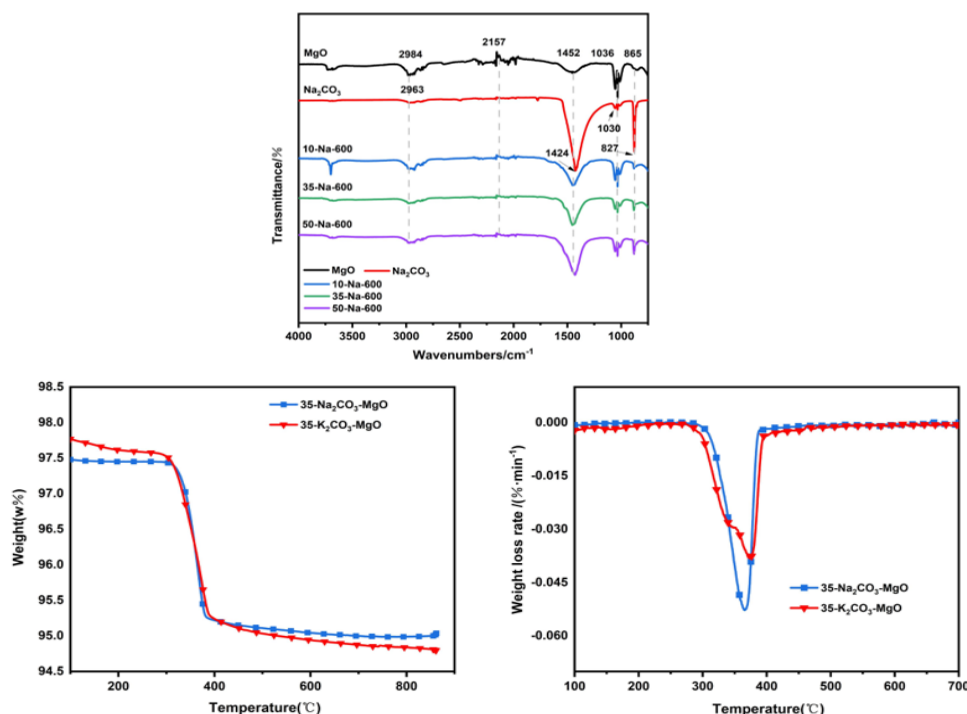 2157
2984
1452 1036 865
MgO
2963
Na₂CO₃
1030
1424
827
10-Na-600
35-Na-600
50-Na-600
MgO Na₂CO₃
10-Na-600
35-Na-600
50-Na-600
Transmittance/%
4000 3500 3000 2500 2000 1500 1000
Wavenumbers/cm⁻¹
98.5
98.0
97.5
97.0
96.5
96.0
95.5
95.0
94.5
Weight(w%)
35-Na₂CO₃-MgO
35-K₂CO₃-MgO
200 400 600 800
Temperature(℃)
0.000
-0.015
-0.030
-0.045
-0.060
Weight loss rate /(%·min⁻¹)
35-Na₂CO₃-MgO
35-K₂CO₃-MgO
100 200 300 400 500 600 700
Temperature(℃)